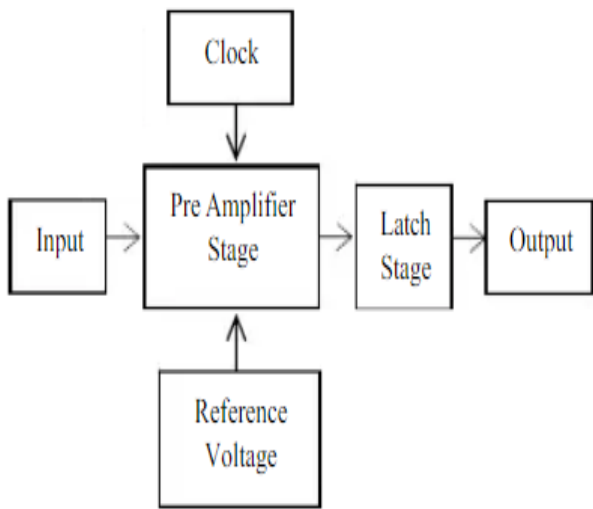 Clock
Input
Pre Amplifier
Stage
Latch
Stage
Output
Reference
Voltage